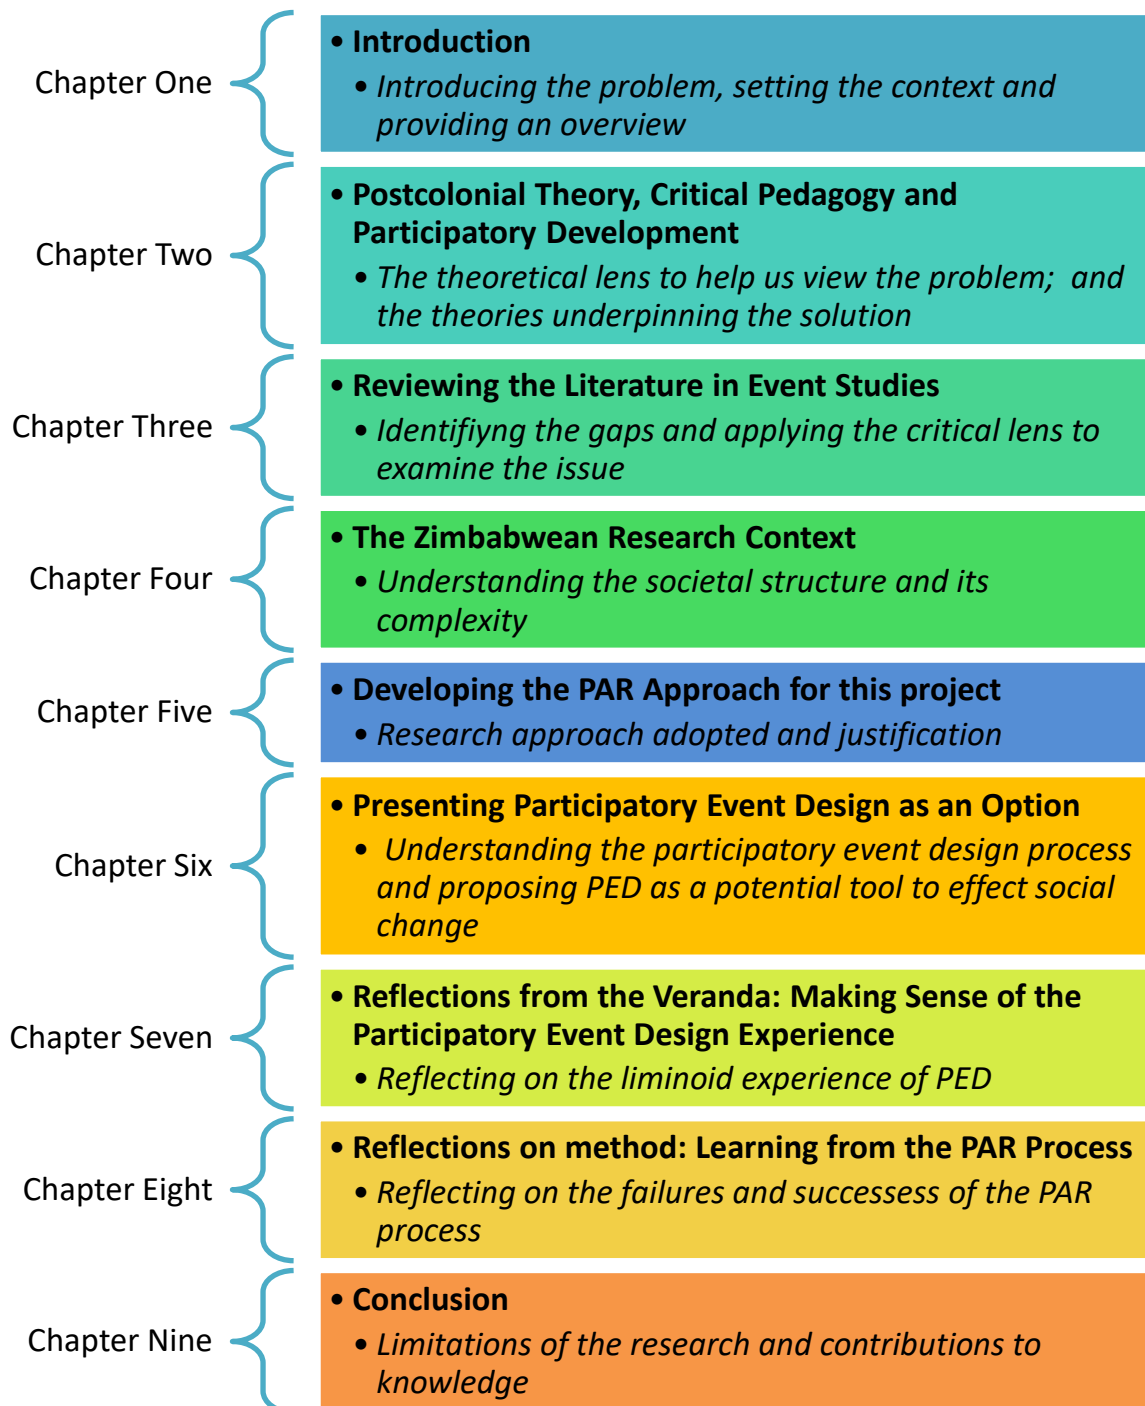 Chapter One
• Introduction
• Introducing the problem, setting the context and
providing an overview
Chapter Two
• Postcolonial Theory, Critical Pedagogy and
Participatory Development
• The theoretical lens to help us view the problem;  and
the theories underpinning the solution
Chapter Three
• Reviewing the Literature in Event Studies
• Identifiyng the gaps and applying the critical lens to
examine the issue
Chapter Four
• The Zimbabwean Research Context
• Understanding the societal structure and its
complexity
Chapter Five
• Developing the PAR Approach for this project
• Research approach adopted and justification
Chapter Six
• Presenting Participatory Event Design as an Option
• Understanding the participatory event design process
and proposing PED as a potential tool to effect social
change
Chapter Seven
• Reflections from the Veranda: Making Sense of the
Participatory Event Design Experience
• Reflecting on the liminoid experience of PED
Chapter Eight
• Reflections on method: Learning from the PAR Process
• Reflecting on the failures and successess of the PAR
process
Chapter Nine
• Conclusion
• Limitations of the research and contributions to
knowledge